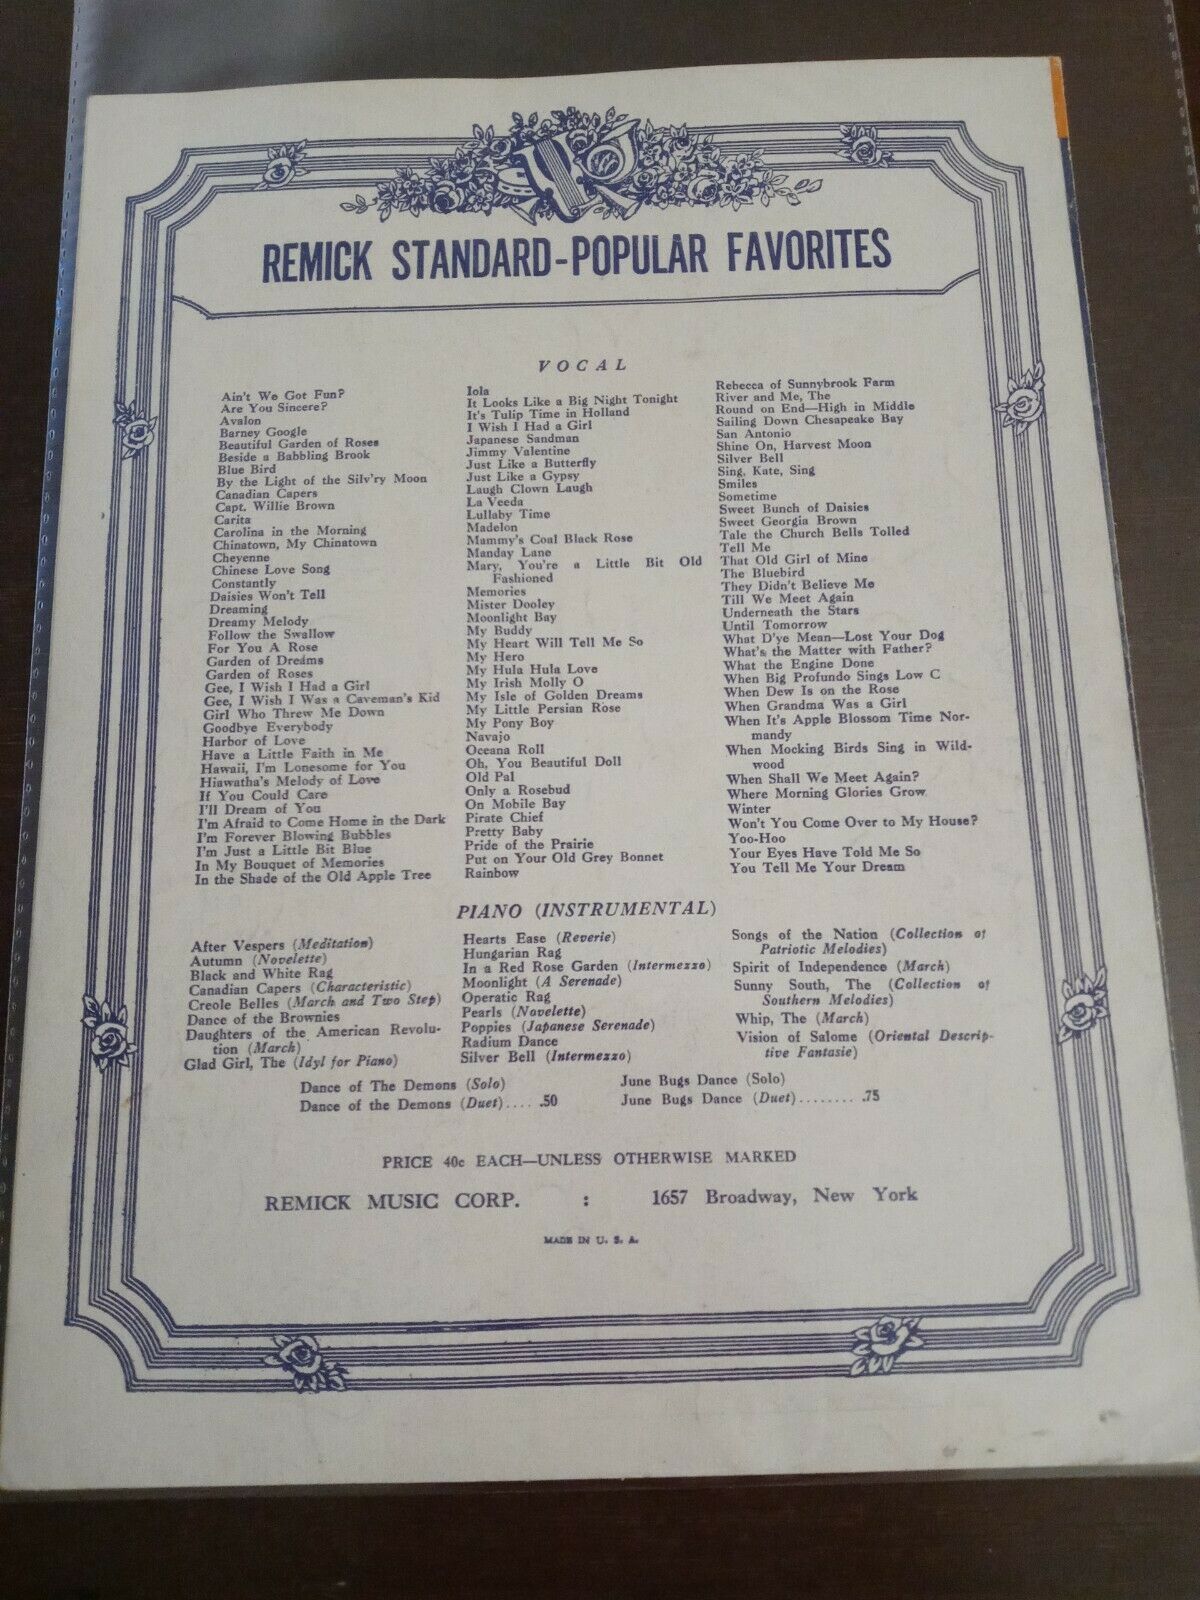 REMICK STANDARD-POPULAR FAVORITES
VOCAL
Ain't We Got Fun?
Are You Sincere?
Avalon
Barney Google
Beautiful Garden of Roses
Beside a Babbling Brook
Blue Bird
By the Light of the Silv'ry Moon
Canadian Capers
Capt. Willie Brown
Carita
Carolina in the Morning
Chinatown, My Chinatown
Cheyenne
Chinese Love Song
Constantly
Daisies Won't Tell
Dreaming
Dreamy Melody
Follow the Swallow
For You A Rose
Garden of Dreams
Garden of Roses
Gee, I Wish I Had a Girl
Gee, I Wish I Was a Caveman's Kid
Girl Who Threw Me Down
Goodbye Everybody
Harbor of Love
Have a Little Faith in Me
Hawaii, I'm Lonesome for You
Hiawatha's Melody of Love
If You Could Care
I'll Dream of You
I'm Afraid to Come Home in the Dark
I'm Forever Blowing Bubbles
I'm Just a Little Bit Blue
In My Bouquet of Memories
In the Shade of the Old Apple Tree
Iola
It Looks Like a Big Night Tonight
It's Tulip Time in Holland
I Wish I Had a Girl
Japanese Sandman
Jimmy Valentine
Just Like a Butterfly
Just Like a Gypsy
Laugh Clown Laugh
La Veeda
Lullaby Time
Madelon
Mammy's Coal Black Rose
Manday Lane
Mary, You're a Little Bit Old
Fashioned
Memories
Mister Dooley
Moonlight Bay
My Buddy
My Heart Will Tell Me So
My Hero
My Hula Hula Love
My Irish Molly O
My Isle of Golden Dreams
My Little Persian Rose
My Pony Boy
Navajo
Oceana Roll
Oh, You Beautiful Doll
Old Pal
Only a Rosebud
On Mobile Bay
Pirate Chief
Pretty Baby
Pride of the Prairie
Put on Your Old Grey Bonnet
Rainbow
Rebecca of Sunnybrook Farm
River and Me, The
Round on End—High in Middle
Sailing Down Chesapeake Bay
San Antonio
Shine On, Harvest Moon
Silver Bell
Sing, Kate, Sing
Smiles
Sometime
Sweet Bunch of Daisies
Sweet Georgia Brown
Tale the Church Bells Tolled
Tell Me
That Old Girl of Mine
The Bluebird
They Didn't Believe Me
Till We Meet Again
Underneath the Stars
Until Tomorrow
What D'ye Mean—Lost Your Dog
What's the Matter with Father?
What the Engine Done
When Big Profundo Sings Low C
When Dew Is on the Rose
When Grandma Was a Girl
When It's Apple Blossom Time Nor-
mandy
When Mocking Birds Sing in Wild-
wood
When Shall We Meet Again?
Where Morning Glories Grow
Winter
Won't You Come Over to My House?
Yoo-Hoo
Your Eyes Have Told Me So
You Tell Me Your Dream
PIANO (INSTRUMENTAL)
After Vespers (Meditation)
Autumn (Novelette)
Black and White Rag
Canadian Capers (Characteristic)
Creole Belles (March and Two Step)
Dance of the Brownies
Daughters of the American Revolu-
tion (March)
Glad Girl, The (Idyl for Piano)
Hearts Ease (Reverie)
Hungarian Rag
In a Red Rose Garden (Intermezzo)
Moonlight (A Serenade)
Operatic Rag
Pearls (Novelette)
Poppies (Japanese Serenade)
Radium Dance
Silver Bell (Intermezzo)
Songs of the Nation (Collection of
Patriotic Melodies)
Spirit of Independence (March)
Sunny South, The (Collection of
Southern Melodies)
Whip, The (March)
Vision of Salome (Oriental Descrip-
tive Fantasie)
Dance of The Demons (Solo)
Dance of the Demons (Duet).... .50
June Bugs Dance (Solo)
June Bugs Dance (Duet)........ .75
PRICE 40c EACH—UNLESS OTHERWISE MARKED
REMICK MUSIC CORP. : 1657 Broadway, New York
MADE IN U. S. A.